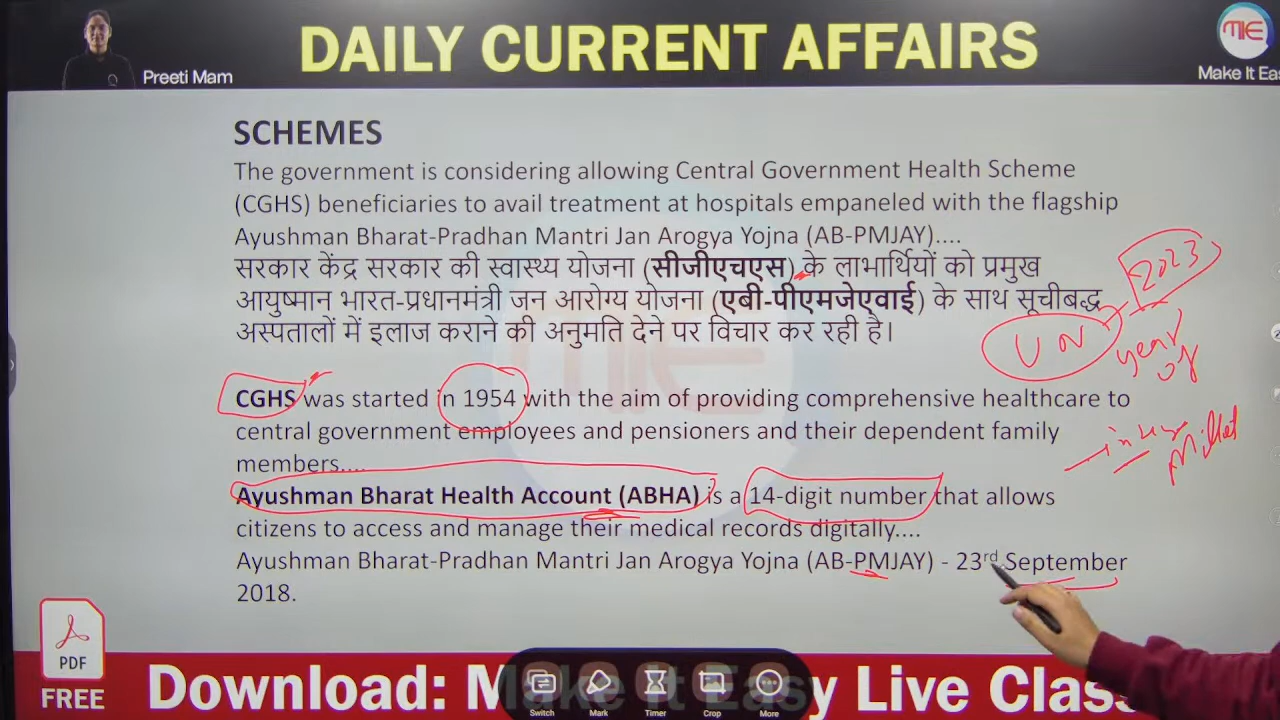 DAILY CURRENT AFFAIRS
Preeti Mam
MIE
Make It Eas
SCHEMES
The government is considering allowing Central Government Health Scheme
(CGHS) beneficiaries to avail treatment at hospitals empaneled with the flagship
Ayushman Bharat-Pradhan Mantri Jan Arogya Yojna (AB-PMJAY)....
सरकार केंद्र सरकार की स्वास्थ्य योजना (सीजीएचएस) के लाभार्थियों को प्रमुख
आयुष्मान भारत-प्रधानमंत्री जन आरोग्य योजना (एबी-पीएमजेएवाई) के साथ सूचीबद्ध
अस्पतालों में इलाज कराने की अनुमति देने पर विचार कर रही है।
2023
UN
year of
Millet
CGHS was started in 1954 with the aim of providing comprehensive healthcare to
central government employees and pensioners and their dependent family
members....
Ayushman Bharat Health Account (ABHA) is a 14-digit number that allows
citizens to access and manage their medical records digitally....
Ayushman Bharat-Pradhan Mantri Jan Arogya Yojna (AB-PMJAY) - 23rd September
2018.
PDF
FREE
Download: Make It Easy Live Class
Switch
Mark
Timer
Crop
More